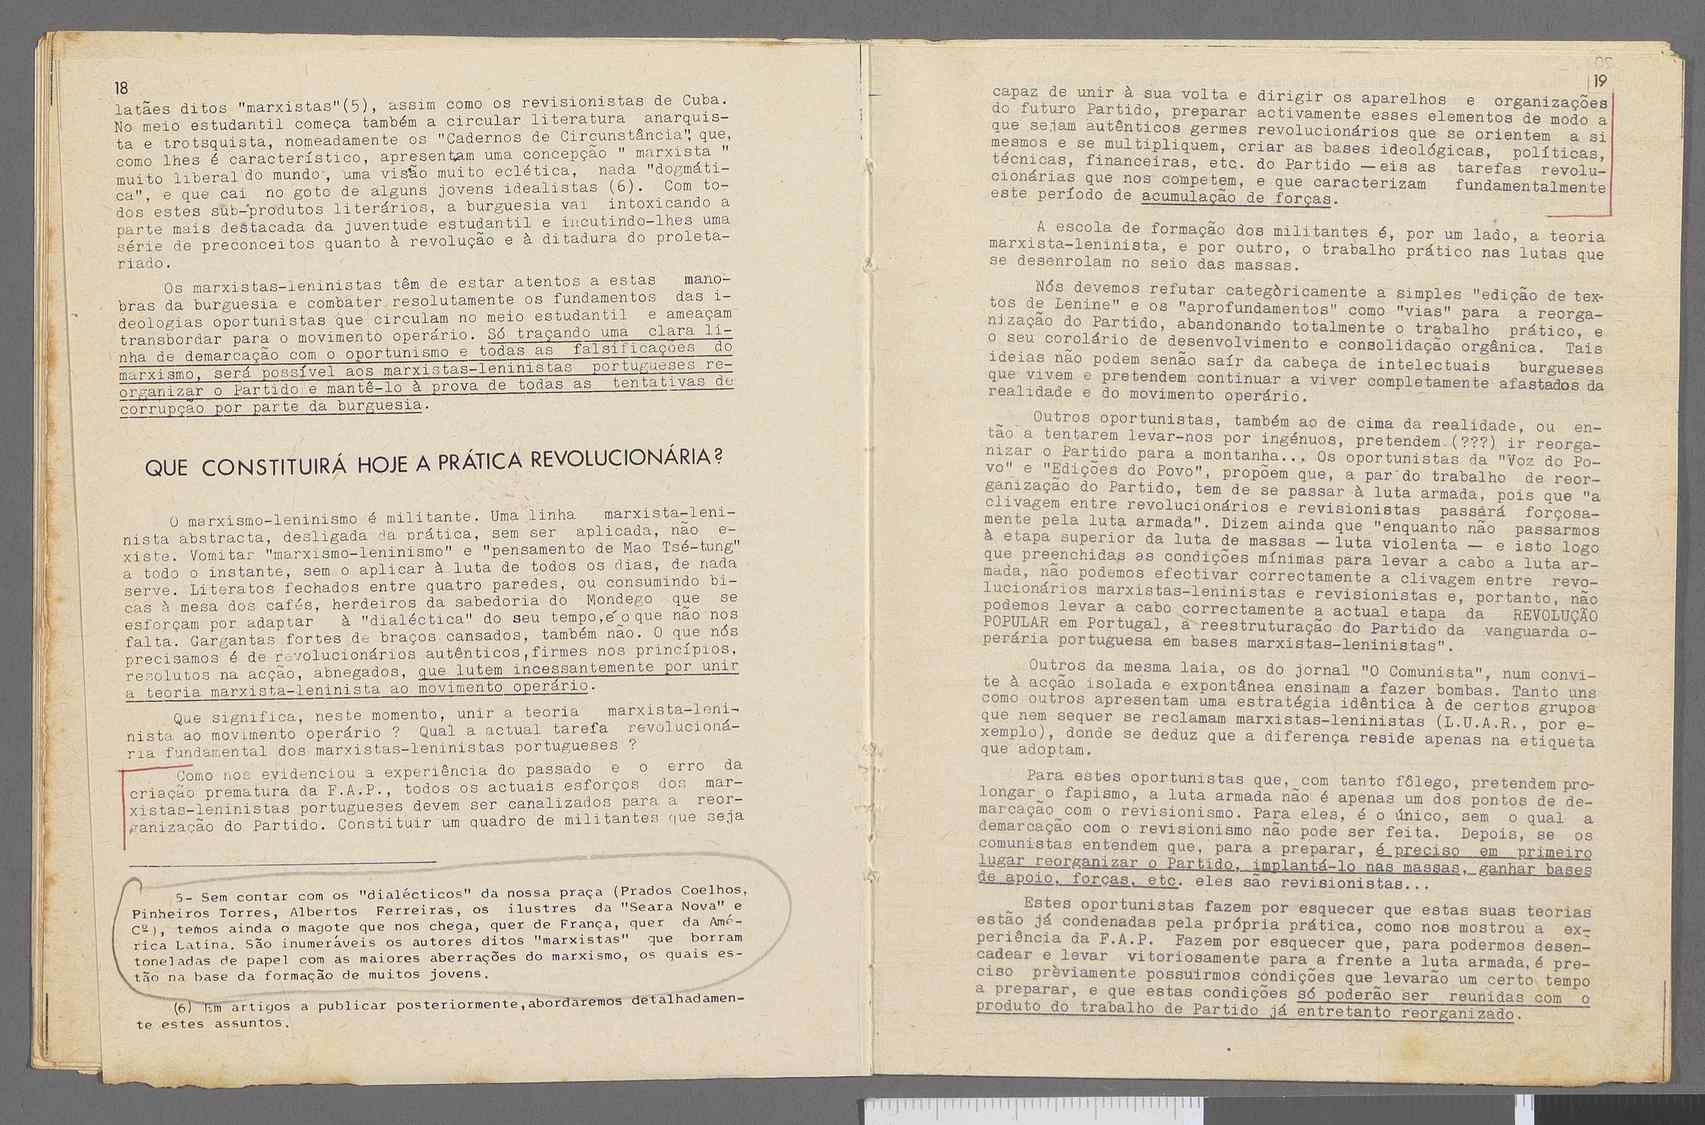 18
latães ditos "marxistas"(5), assim como os revisionistas de Cuba.
No meio estudantil começa também a circular literatura anarquis-
ta e trotsquista, nomeadamente os "Cadernos de Circunstância", que,
como lhes é característico, apresentam uma concepção " marxista "
muito liberal do mundo, uma visão muito eclética, nada "dogmáti-
ca", e que cai no goto de alguns jovens idealistas (6). Com to-
dos estes sub-produtos literários, a burguesia vai intoxicando a
parte mais destacada da juventude estudantil e incutindo-lhes uma
série de preconceitos quanto à revolução e à ditadura do proleta-
riado.
Os marxistas-leninistas têm de estar atentos a estas mano-
bras da burguesia e combater resolutamente os fundamentos das i-
deologias oportunistas que circulam no meio estudantil e ameaçam
transbordar para o movimento operário. Só traçando uma clara li-
nha de demarcação com o oportunismo e todas as falsificações do
marxismo, será possível aos marxistas-leninistas portugueses re-
organizar o Partido e mantê-lo à prova de todas as tentativas de
corrupção por parte da burguesia.
QUE CONSTITUIRÁ HOJE A PRÁTICA REVOLUCIONÁRIA?
O marxismo-leninismo é militante. Uma linha marxista-leni-
nista abstracta, desligada da prática, sem ser aplicada, não e-
xiste. Vomitar "marxismo-leninismo" e "pensamento de Mao Tsé-tung"
a todo o instante, sem o aplicar à luta de todos os dias, de nada
serve. Literatos fechados entre quatro paredes, ou consumindo bi-
cas à mesa dos cafés, herdeiros da sabedoria do Mondego que se
esforçam por adaptar à "dialéctica" do seu tempo, é o que não nos
falta. Gargantas fortes de braços cansados, também não. O que nós
precisamos é de revolucionários autênticos, firmes nos princípios,
resolutos na acção, abnegados, que lutem incessantemente por unir
a teoria marxista-leninista ao movimento operário.
Que significa, neste momento, unir a teoria marxista-leni-
nista ao movimento operário ? Qual a actual tarefa revolucioná-
ria fundamental dos marxistas-leninistas portugueses ?
Como nos evidenciou a experiência do passado e o erro da
criação prematura da F.A.P., todos os actuais esforços dos mar-
xistas-leninistas portugueses devem ser canalizados para a reor-
ganização do Partido. Constituir um quadro de militantes que seja
5- Sem contar com os "dialécticos" da nossa praça (Prados Coelhos,
Pinheiros Torres, Albertos Ferreiras, os ilustres da "Seara Nova" e
Cª), temos ainda o magote que nos chega, quer de França, quer da Amé-
rica Latina. São inumeráveis os autores ditos "marxistas" que borram
toneladas de papel com as maiores aberrações do marxismo, os quais es-
tão na base da formação de muitos jovens.
(6) Em artigos a publicar posteriormente, abordaremos detalhadamen-
te estes assuntos.
19
capaz de unir à sua volta e dirigir os aparelhos e organizações
do futuro Partido, preparar activamente esses elementos de modo a
que sejam autênticos germes revolucionários que se orientem a si
mesmos e se multipliquem, criar as bases ideológicas, políticas,
técnicas, financeiras, etc. do Partido — eis as tarefas revolu-
cionárias que nos competem, e que caracterizam fundamentalmente
este período de acumulação de forças.
A escola de formação dos militantes é, por um lado, a teoria
marxista-leninista, e por outro, o trabalho prático nas lutas que
se desenrolam no seio das massas.
Nós devemos refutar categòricamente a simples "edição de tex-
tos de Lenine" e os "aprofundamentos" como "vias" para a reorga-
nização do Partido, abandonando totalmente o trabalho prático, e
o seu corolário de desenvolvimento e consolidação orgânica. Tais
ideias não podem senão saír da cabeça de intelectuais burgueses
que vivem e pretendem continuar a viver completamente afastados da
realidade e do movimento operário.
Outros oportunistas, também ao de cima da realidade, ou en-
tão a tentarem levar-nos por ingénuos, pretendem (???) ir reorga-
nizar o Partido para a montanha... Os oportunistas da "Voz do Po-
vo" e "Edições do Povo", propõem que, a par do trabalho de reor-
ganização do Partido, tem de se passar à luta armada, pois que "a
clivagem entre revolucionários e revisionistas passará forçosa-
mente pela luta armada". Dizem ainda que "enquanto não passarmos
à etapa superior da luta de massas — luta violenta — e isto logo
que preenchidas as condições mínimas para levar a cabo a luta ar-
mada, não podemos efectivar correctamente a clivagem entre revo-
lucionários marxistas-leninistas e revisionistas e, portanto, não
podemos levar a cabo correctamente a actual etapa da REVOLUÇÃO
POPULAR em Portugal, a reestruturação do Partido da vanguarda o-
perária portuguesa em bases marxistas-leninistas".
Outros da mesma laia, os do jornal "O Comunista", num convi-
te à acção isolada e expontânea ensinam a fazer bombas. Tanto uns
como outros apresentam uma estratégia idêntica à de certos grupos
que nem sequer se reclamam marxistas-leninistas (L.U.A.R., por e-
xemplo), donde se deduz que a diferença reside apenas na etiqueta
que adoptam.
Para estes oportunistas que, com tanto fôlego, pretendem pro-
longar o fapismo, a luta armada não é apenas um dos pontos de de-
marcação com o revisionismo. Para eles, é o único, sem o qual a
demarcação com o revisionismo não pode ser feita. Depois, se os
comunistas entendem que, para a preparar, é preciso em primeiro
lugar reorganizar o Partido, implantá-lo nas massas, ganhar bases
de apoio, forças, etc. eles são revisionistas...
Estes oportunistas fazem por esquecer que estas suas teorias
estão já condenadas pela própria prática, como nos mostrou a ex-
periência da F.A.P. Fazem por esquecer que, para podermos desen-
cadear e levar vitoriosamente para a frente a luta armada, é pre-
ciso prèviamente possuirmos condições que levarão um certo tempo
a preparar, e que estas condições só poderão ser reunidas com o
produto do trabalho de Partido já entretanto reorganizado.